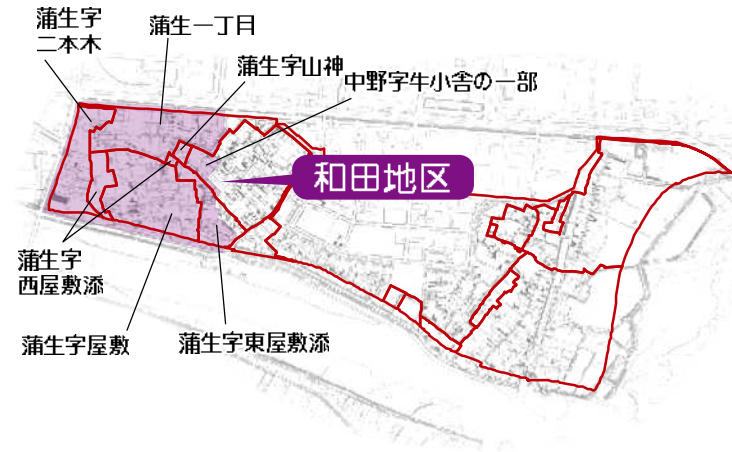 蒲生字
二本木
蒲生一丁目
蒲生字山神
中野字牛小舎の一部
和田地区
蒲生字
西屋敷添
蒲生字屋敷
蒲生字東屋敷添